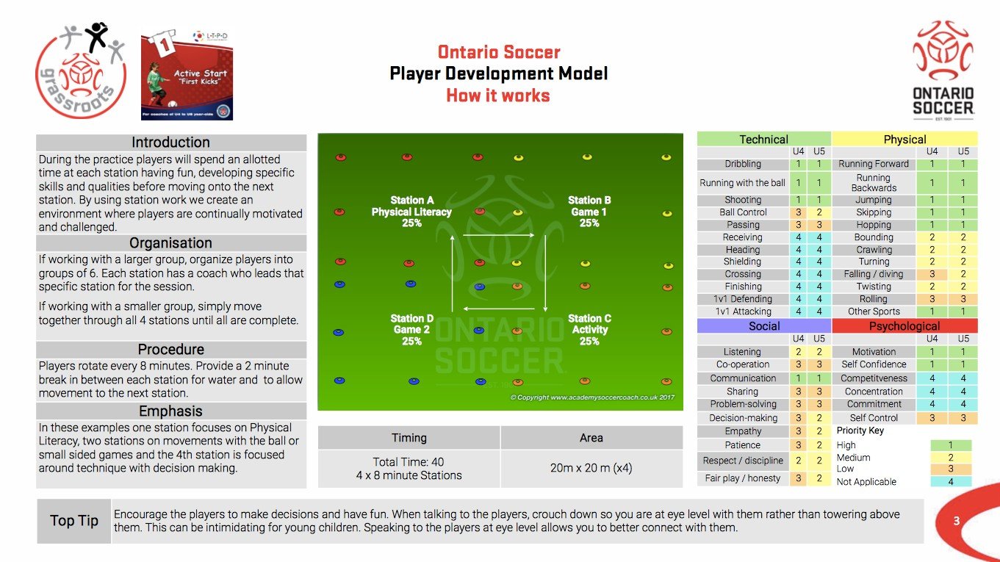 grassroots
1
L·T·P·D
Active Start
"First Kicks"
For coaches of U4 to U6 year-olds
Ontario Soccer
Player Development Model
How it works
ONTARIO
SOCCER
EST. 1901
Introduction
During the practice players will spend an allotted
time at each station having fun, developing specific
skills and qualities before moving onto the next
station. By using station work we create an
environment where players are continually motivated
and challenged.
Organisation
If working with a larger group, organize players into
groups of 6. Each station has a coach who leads that
specific station for the session.
If working with a smaller group, simply move
together through all 4 stations until all are complete.
Procedure
Players rotate every 8 minutes. Provide a 2 minute
break in between each station for water and to allow
movement to the next station.
Emphasis
In these examples one station focuses on Physical
Literacy, two stations on movements with the ball or
small sided games and the 4th station is focused
around technique with decision making.
Station A
Physical Literacy
25%
Station B
Game 1
25%
Station D
Game 2
25%
Station C
Activity
25%
ONTARIO
SOCCER
© Copyright www.academysoccercoach.co.uk 2017
Timing Area
Total Time: 40
4 x 8 minute Stations
20m x 20 m (x4)
Technical Physical
U4 U5 U4 U5
Dribbling 1 1 Running Forward 1 1
Running with the ball 1 1 Running Backwards 1 1
Shooting 1 1 Jumping 1 1
Ball Control 3 2 Skipping 1 1
Passing 3 3 Hopping 1 1
Receiving 4 4 Bounding 2 2
Heading 4 4 Crawling 2 2
Shielding 4 4 Turning 2 2
Crossing 4 4 Falling / diving 3 2
Finishing 4 4 Twisting 2 2
1v1 Defending 4 4 Rolling 3 3
1v1 Attacking 4 4 Other Sports 1 1
Social Psychological
U4 U5 U4 U5
Listening 2 2 Motivation 1 1
Co-operation 3 3 Self Confidence 1 1
Communication 1 1 Competitveness 4 4
Sharing 3 3 Concentration 4 4
Problem-solving 3 3 Commitment 4 4
Decision-making 3 2 Self Control 3 3
Empathy 3 2 Priority Key
Patience 3 2 High 1
Respect / discipline 2 2 Medium 2
Low 3
Fair play / honesty 3 2 Not Applicable 4
Top Tip
Encourage the players to make decisions and have fun. When talking to the players, crouch down so you are at eye level with them rather than towering above
them. This can be intimidating for young children. Speaking to the players at eye level allows you to better connect with them.
3